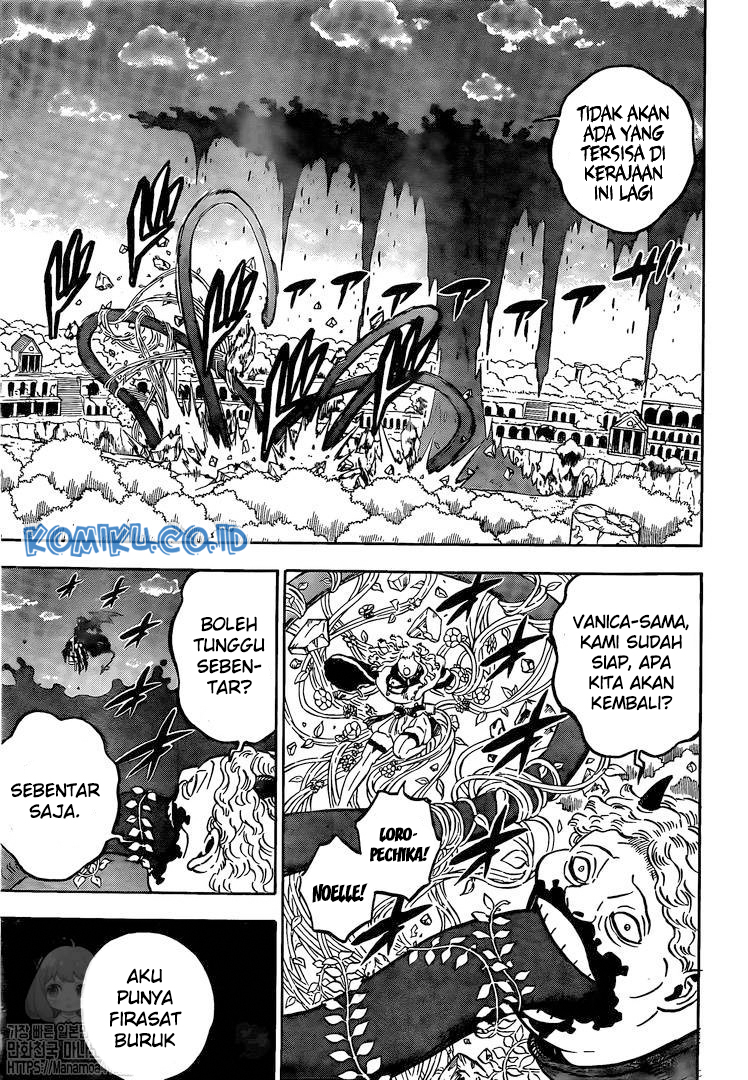 TIDAK AKAN
ADA YANG
TERSISA DI
KERAJAAN
INI LAGI
KOMIKU.CO.ID
VANICA-SAMA,
KAMI SUDAH
SIAP, APA
KITA AKAN
KEMBALI?
LORO-
PECHIKA!
NOELLE!
BOLEH
TUNGGU
SEBEN-
TAR?
SEBENTAR
SAJA.
AKU
PUNYA
FIRASAT
BURUK